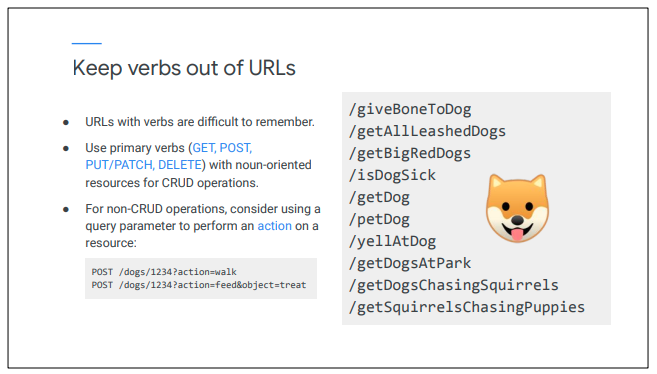 Keep verbs out of URLs
● URLs with verbs are difficult to remember.
● Use primary verbs (GET, POST,
PUT/PATCH, DELETE) with noun-oriented
resources for CRUD operations.
● For non-CRUD operations, consider using a
query parameter to perform an action on a
resource:
POST /dogs/1234?action=walk
POST /dogs/1234?action=feed&object=treat
/giveBoneToDog
/getAllLeashedDogs
/getBigRedDogs
/isDogSick
/getDog
/petDog
/yellAtDog
/getDogsAtPark
/getDogsChasingSquirrels
/getSquirrelsChasingPuppies